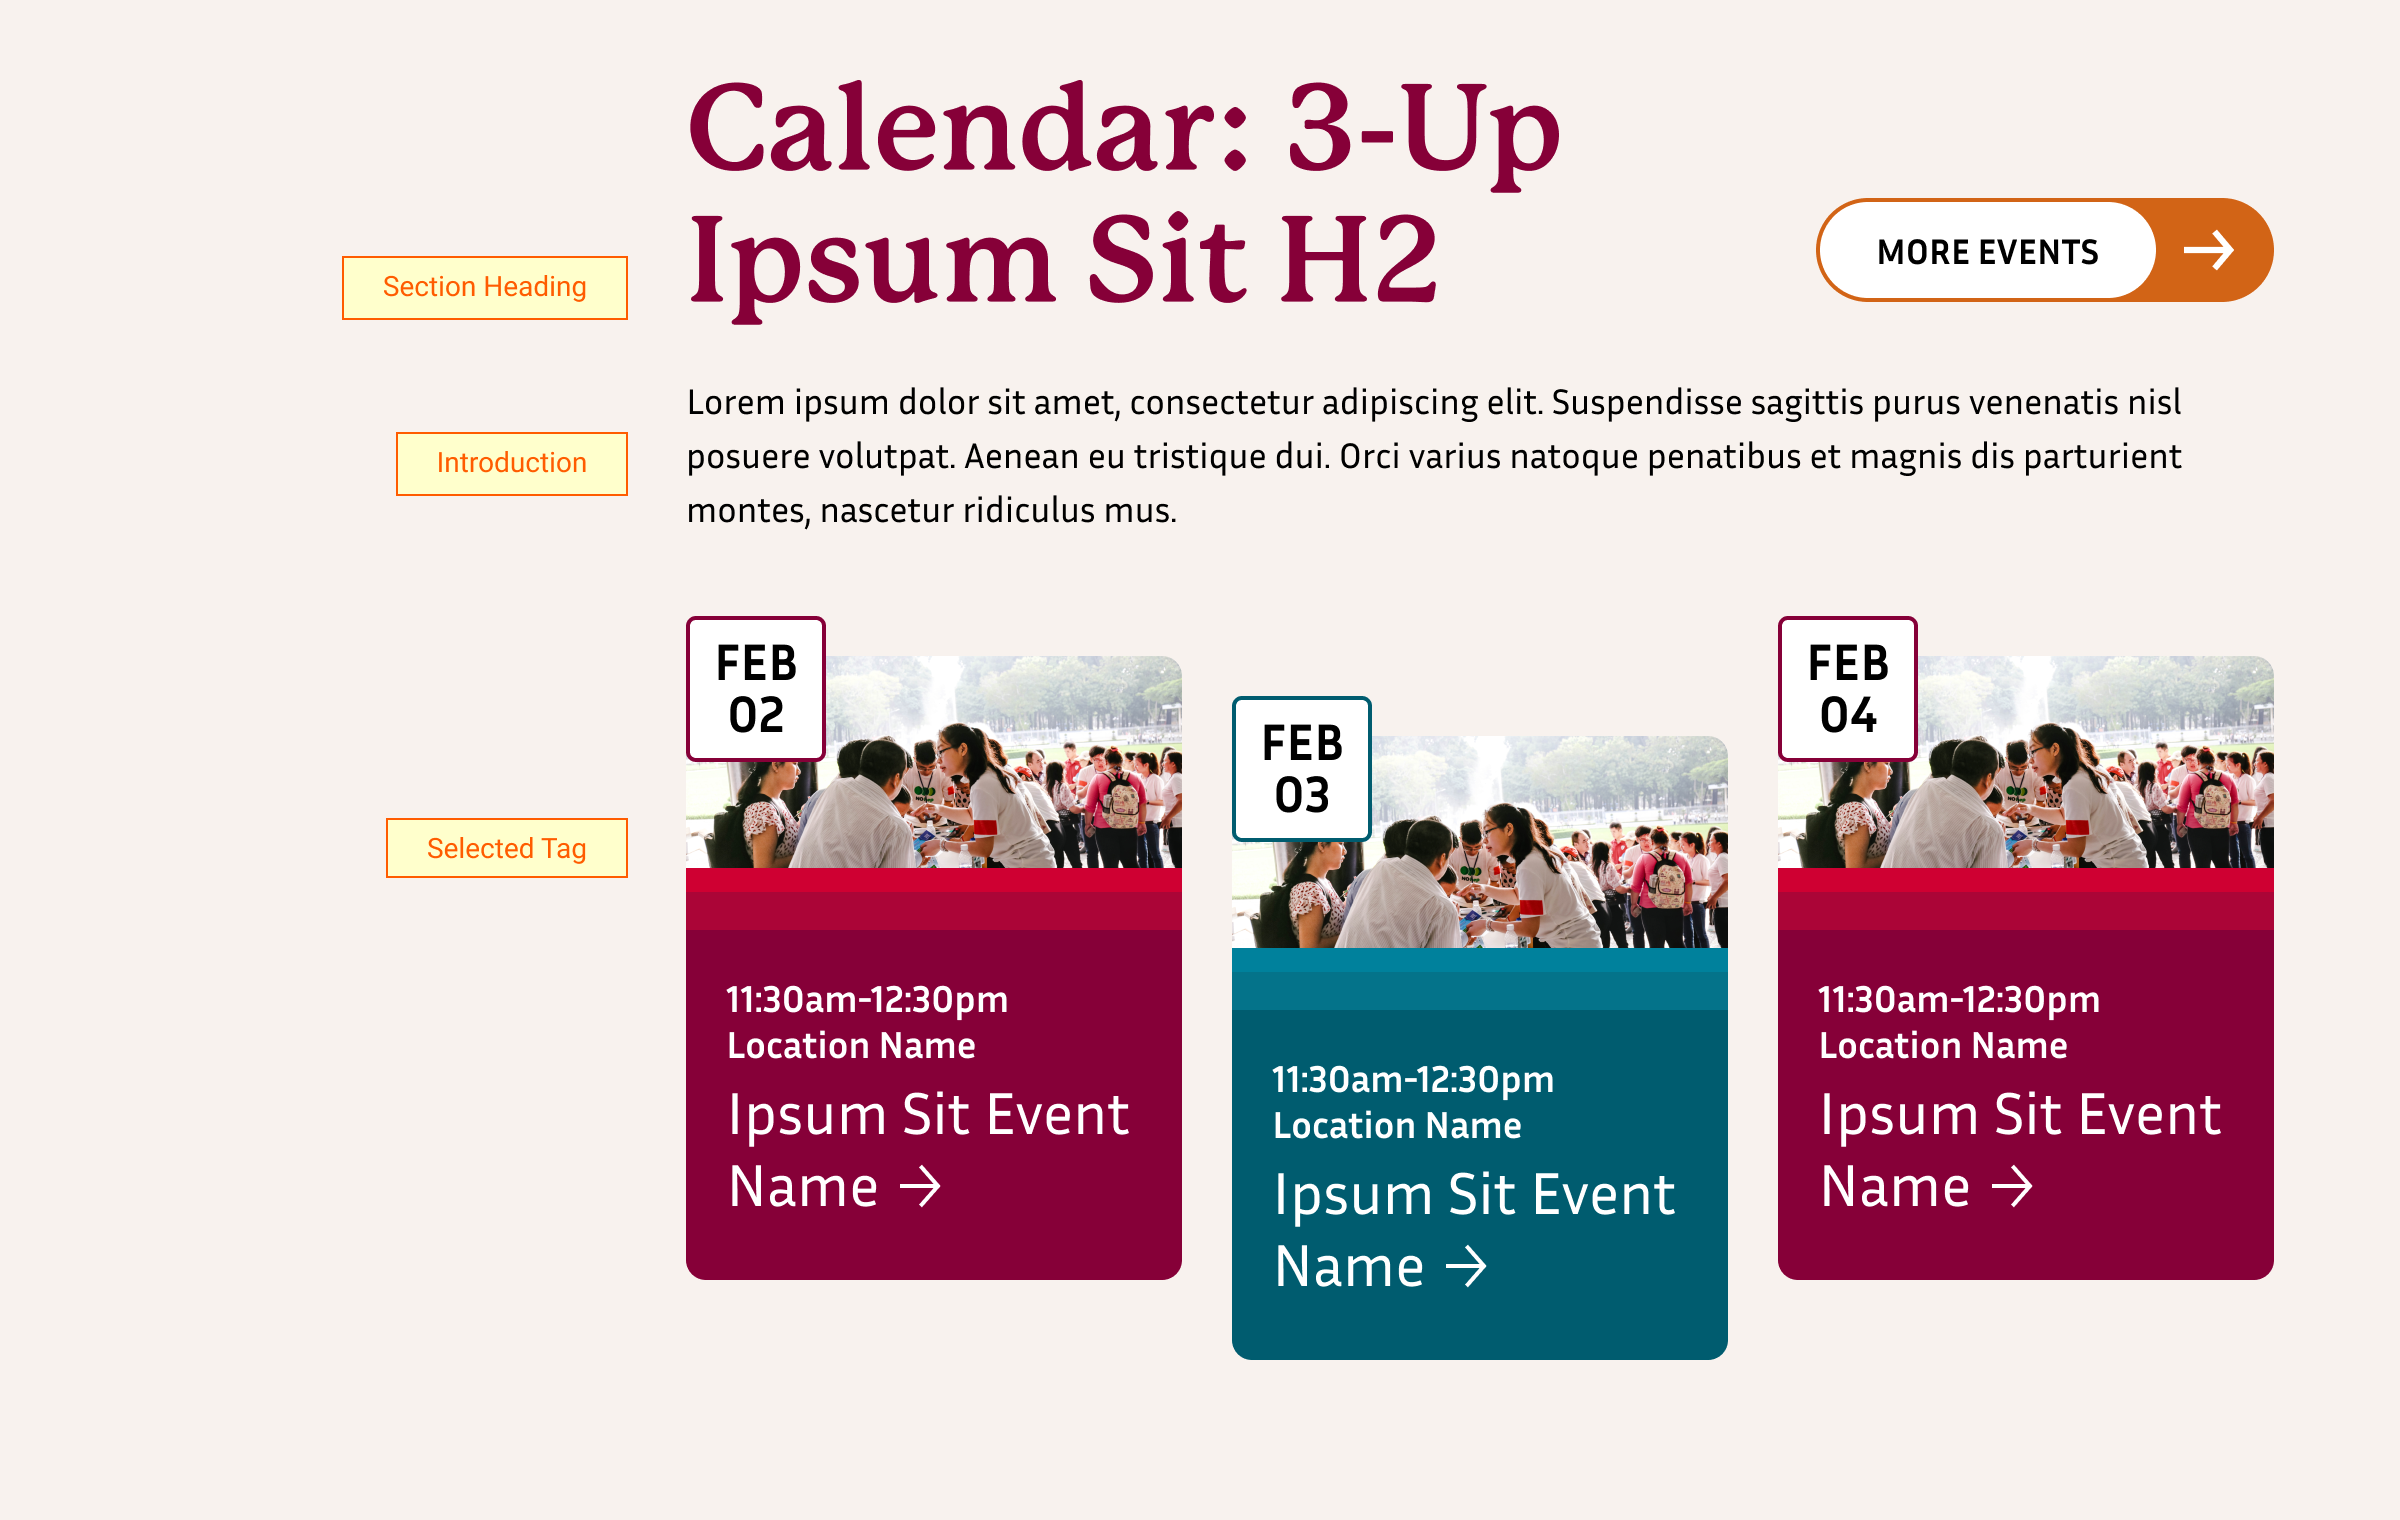 Calendar: 3-Up
Ipsum Sit H2
MORE EVENTS
Section Heading
Lorem ipsum dolor sit amet, consectetur adipiscing elit. Suspendisse sagittis purus venenatis nisl
posuere volutpat. Aenean eu tristique dui. Orci varius natoque penatibus et magnis dis parturient
montes, nascetur ridiculus mus.
Introduction
Selected Tag
FEB
02
11:30am-12:30pm
Location Name
Ipsum Sit Event
Name →
FEB
03
11:30am-12:30pm
Location Name
Ipsum Sit Event
Name →
FEB
04
11:30am-12:30pm
Location Name
Ipsum Sit Event
Name →